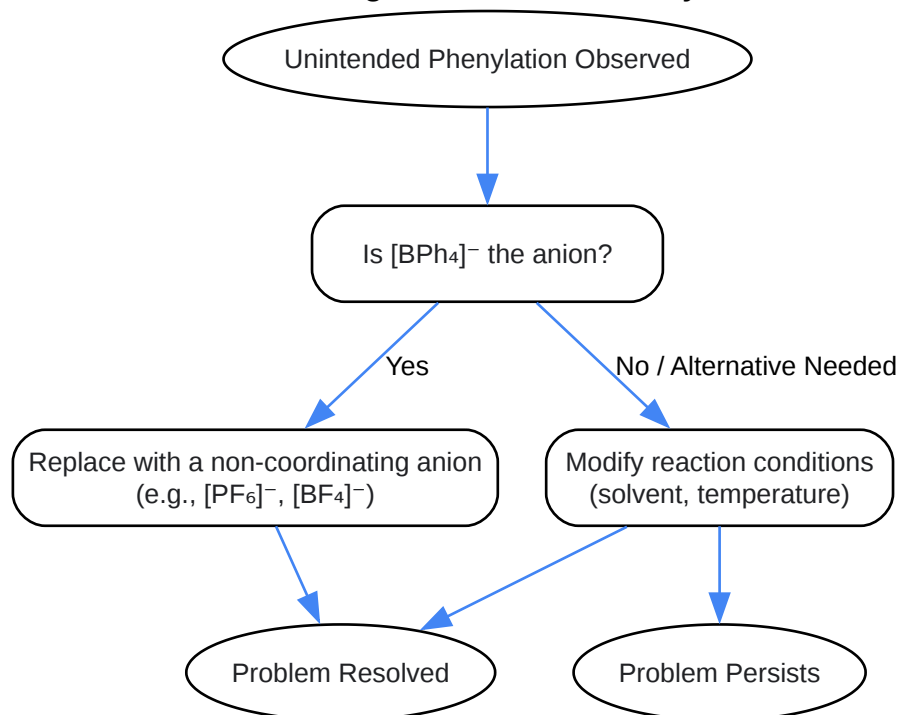 Unintended Phenylation Observed
Is [BPh₄]⁻ the anion?
Yes
No / Alternative Needed
Replace with a non-coordinating anion
(e.g., [PF₆]⁻, [BF₄]⁻)
Modify reaction conditions
(solvent, temperature)
Problem Resolved
Problem Persists